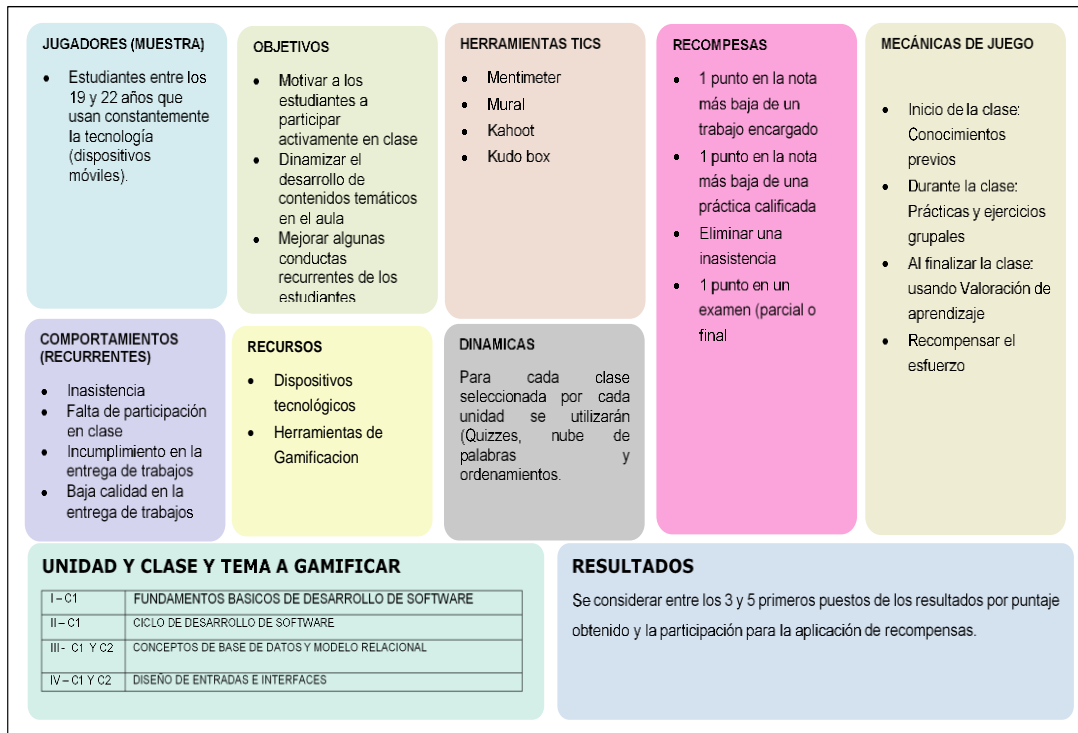 JUGADORES (MUESTRA)
• Estudiantes entre los
19 y 22 años que
usan constantemente
la tecnología
(dispositivos
móviles).
OBJETIVOS
• Motivar a los
estudiantes a
participar
activamente en clase
• Dinamizar el
desarrollo de
contenidos temáticos
en el aula
• Mejorar algunas
conductas
recurrentes de los
estudiantes
HERRAMIENTAS TICS
• Mentimeter
• Mural
• Kahoot
• Kudo box
RECOMPESAS
• 1 punto en la nota
más baja de un
trabajo encargado
• 1 punto en la nota
más baja de una
práctica calificada
• Eliminar una
inasistencia
• 1 punto en un
examen (parcial o
final
MECÁNICAS DE JUEGO
• Inicio de la clase:
Conocimientos
previos
• Durante la clase:
Prácticas y ejercicios
grupales
• Al finalizar la clase:
usando Valoración de
aprendizaje
• Recompensar el
esfuerzo
COMPORTAMIENTOS
(RECURRENTES)
• Inasistencia
• Falta de participación
en clase
• Incumplimiento en la
entrega de trabajos
• Baja calidad en la
entrega de trabajos
RECURSOS
• Dispositivos
tecnológicos
• Herramientas de
Gamificacion
DINAMICAS
Para cada clase
seleccionada por cada
unidad se utilizarán
(Quizzes, nube de
palabras y
ordenamientos.
UNIDAD Y CLASE Y TEMA A GAMIFICAR
I – C1 FUNDAMENTOS BASICOS DE DESARROLLO DE SOFTWARE
II – C1 CICLO DE DESARROLLO DE SOFTWARE
III - C1 Y C2 CONCEPTOS DE BASE DE DATOS Y MODELO RELACIONAL
IV – C1 Y C2 DISEÑO DE ENTRADAS E INTERFACES
RESULTADOS
Se considerar entre los 3 y 5 primeros puestos de los resultados por puntaje
obtenido y la participación para la aplicación de recompensas.